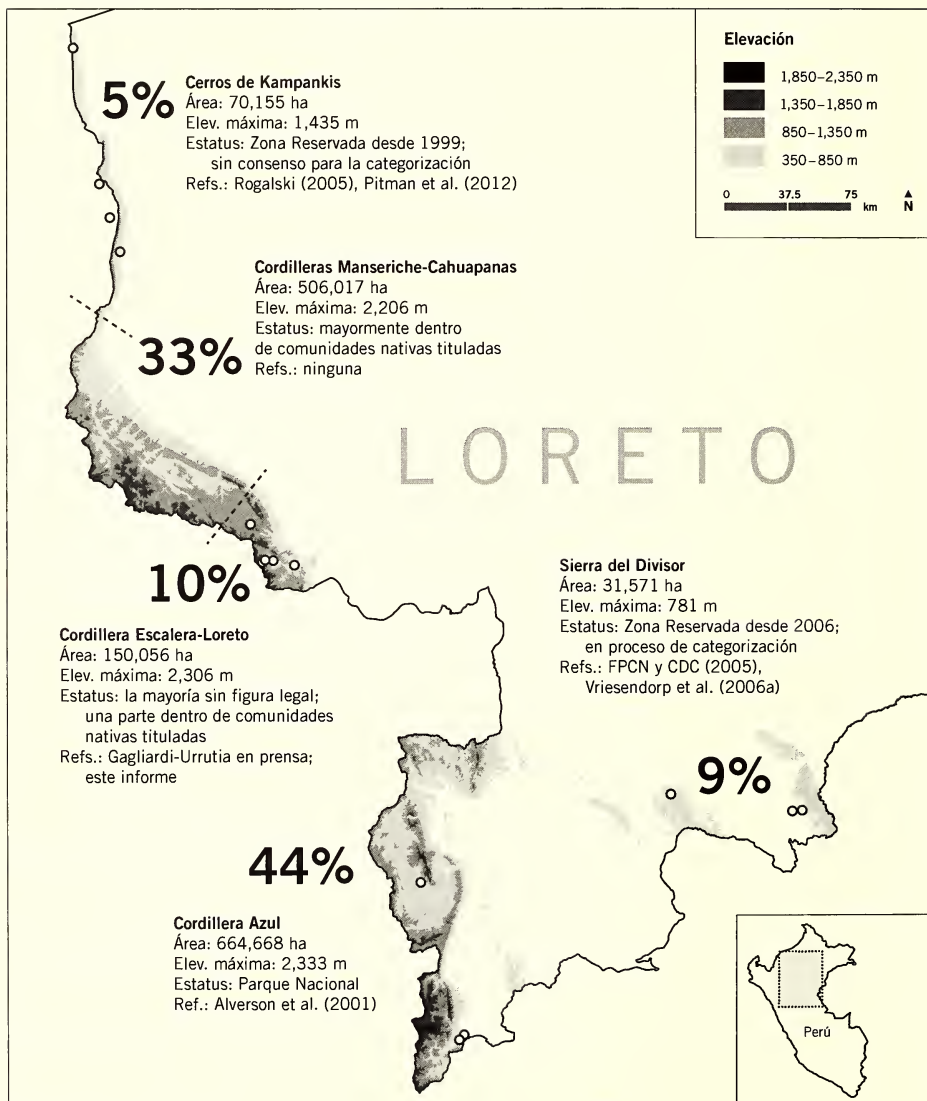 Elevación
1,850–2,350 m
1,350–1,850 m
850–1,350 m
350–850 m
0 37.5 75
km
N
5%
Cerros de Kampankis
Área: 70,155 ha
Elev. máxima: 1,435 m
Estatus: Zona Reservada desde 1999;
sin consenso para la categorización
Refs.: Rogalski (2005), Pitman et al. (2012)
33%
Cordilleras Manseriche-Cahuapanas
Área: 506,017 ha
Elev. máxima: 2,206 m
Estatus: mayormente dentro
de comunidades nativas tituladas
Refs.: ninguna
LORETO
10%
Cordillera Escalera-Loreto
Área: 150,056 ha
Elev. máxima: 2,306 m
Estatus: la mayoría sin figura legal;
una parte dentro de comunidades
nativas tituladas
Refs.: Gagliardi-Urrutia en prensa;
este informe
Sierra del Divisor
Área: 31,571 ha
Elev. máxima: 781 m
Estatus: Zona Reservada desde 2006;
en proceso de categorización
Refs.: FPCN y CDC (2005),
Vriesendorp et al. (2006a)
9%
44%
Cordillera Azul
Área: 664,668 ha
Elev. máxima: 2,333 m
Estatus: Parque Nacional
Ref.: Alverson et al. (2001)
Perú